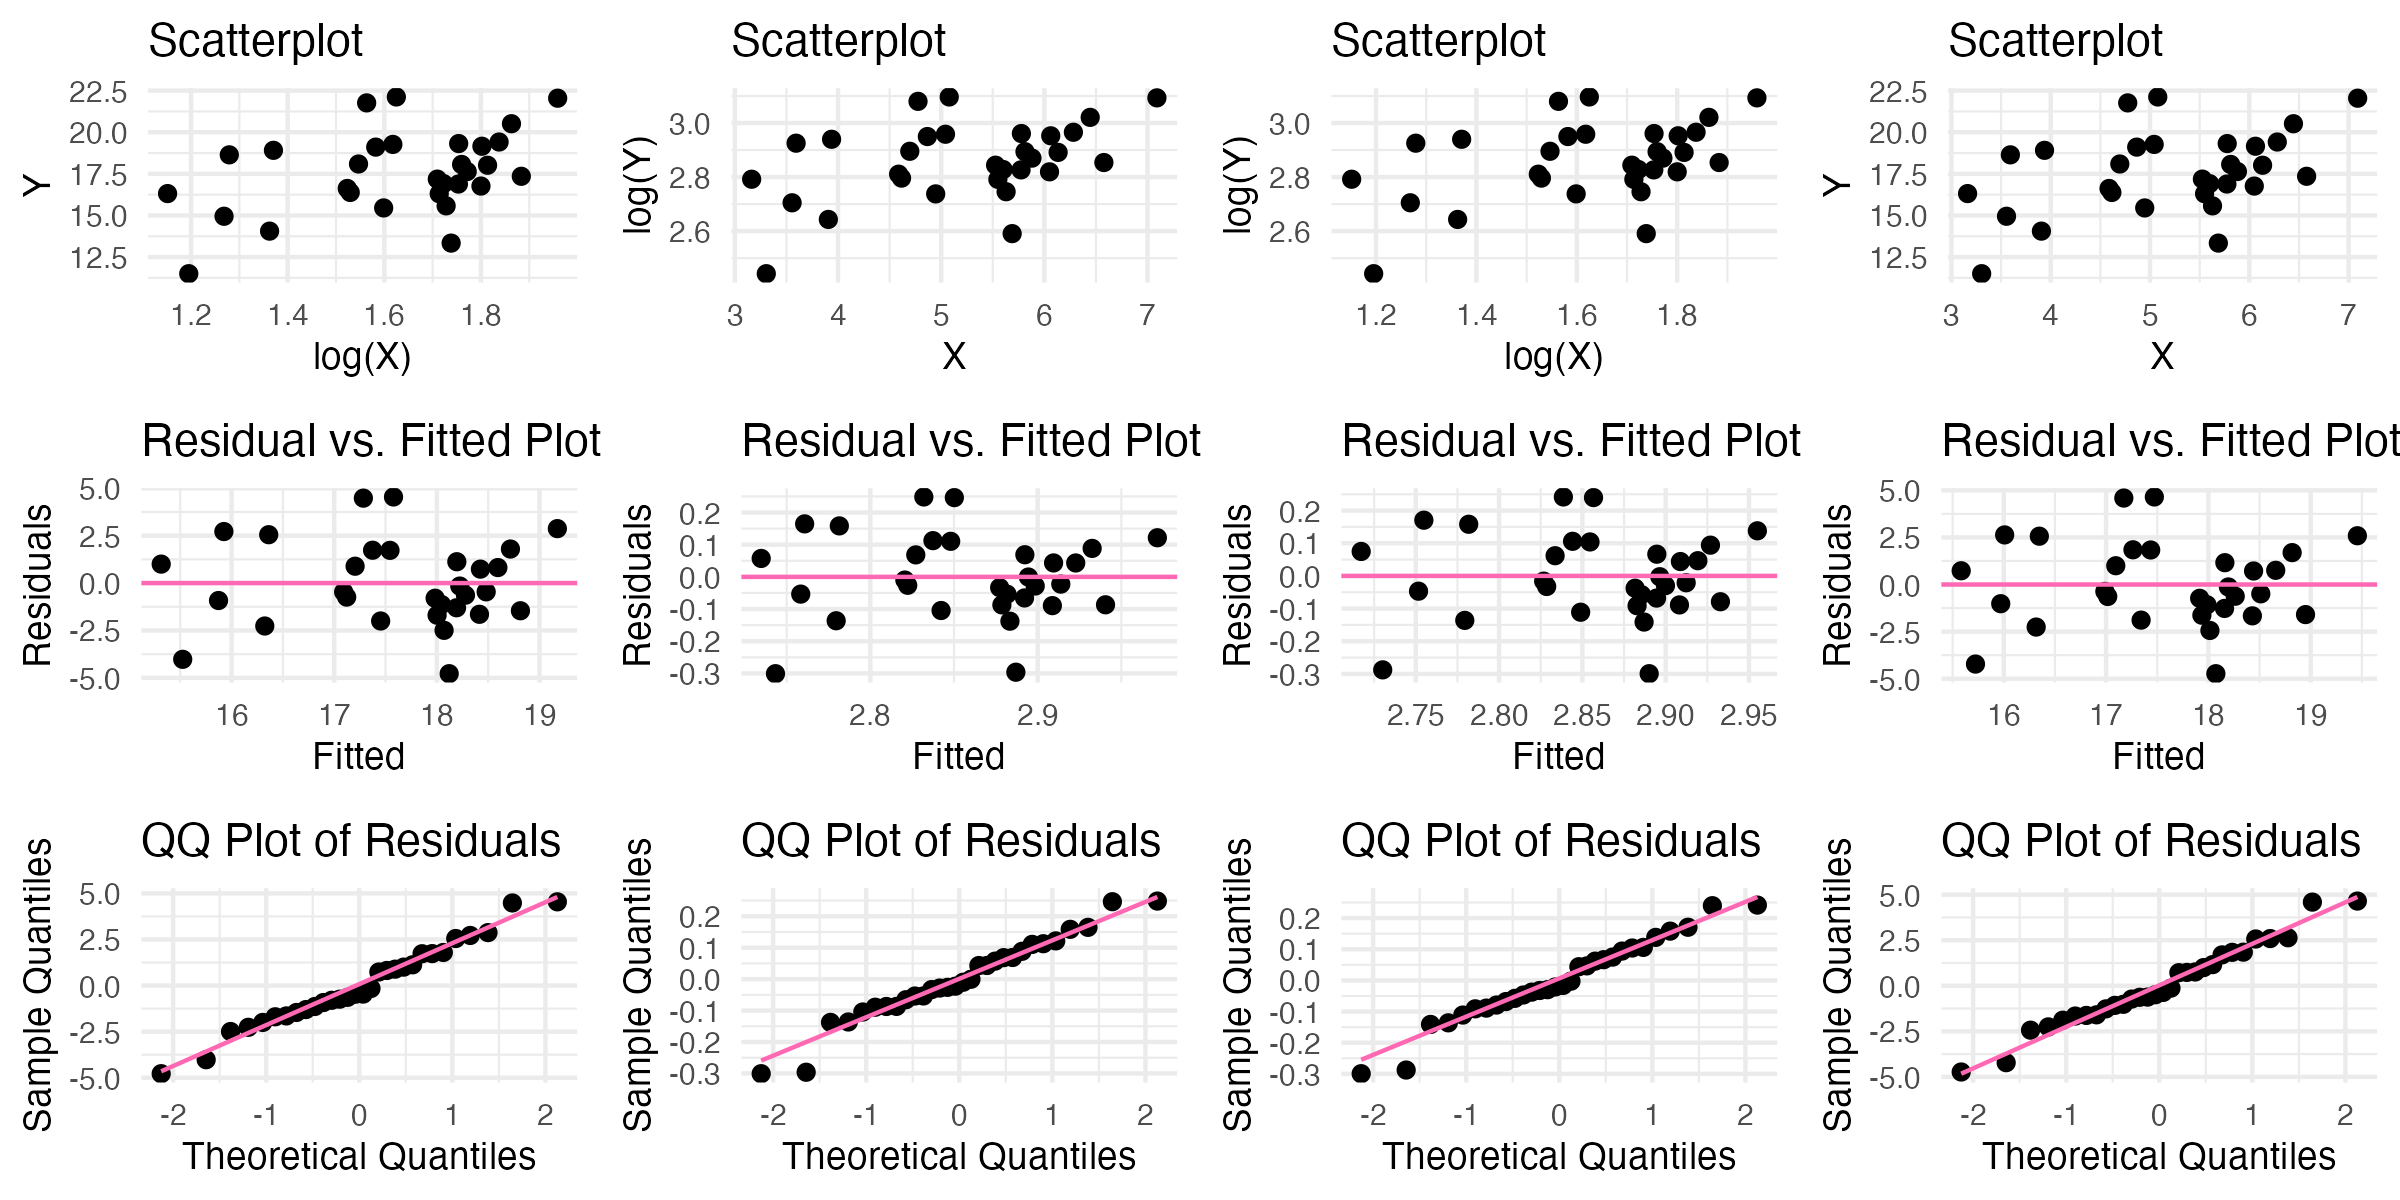 Scatterplot
Y
22.5
20.0
17.5
15.0
12.5
1.2 1.4 1.6 1.8
log(X)
Scatterplot
log(Y)
3.0
2.8
2.6
3 4 5 6 7
X
Scatterplot
log(Y)
3.0
2.8
2.6
1.2 1.4 1.6 1.8
log(X)
Scatterplot
Y
22.5
20.0
17.5
15.0
12.5
3 4 5 6 7
X
Residual vs. Fitted Plot
Residuals
5.0
2.5
0.0
-2.5
-5.0
16 17 18 19
Fitted
Residual vs. Fitted Plot
Residuals
0.2
0.1
0.0
-0.1
-0.2
-0.3
2.8 2.9
Fitted
Residual vs. Fitted Plot
Residuals
0.2
0.1
0.0
-0.1
-0.2
-0.3
2.75 2.80 2.85 2.90 2.95
Fitted
Residual vs. Fitted Plot
Residuals
5.0
2.5
0.0
-2.5
-5.0
16 17 18 19
Fitted
QQ Plot of Residuals
Sample Quantiles
5.0
2.5
0.0
-2.5
-5.0
-2 -1 0 1 2
Theoretical Quantiles
QQ Plot of Residuals
Sample Quantiles
0.2
0.1
0.0
-0.1
-0.2
-0.3
-2 -1 0 1 2
Theoretical Quantiles
QQ Plot of Residuals
Sample Quantiles
0.2
0.1
0.0
-0.1
-0.2
-0.3
-2 -1 0 1 2
Theoretical Quantiles
QQ Plot of Residuals
Sample Quantiles
5.0
2.5
0.0
-2.5
-5.0
-2 -1 0 1 2
Theoretical Quantiles